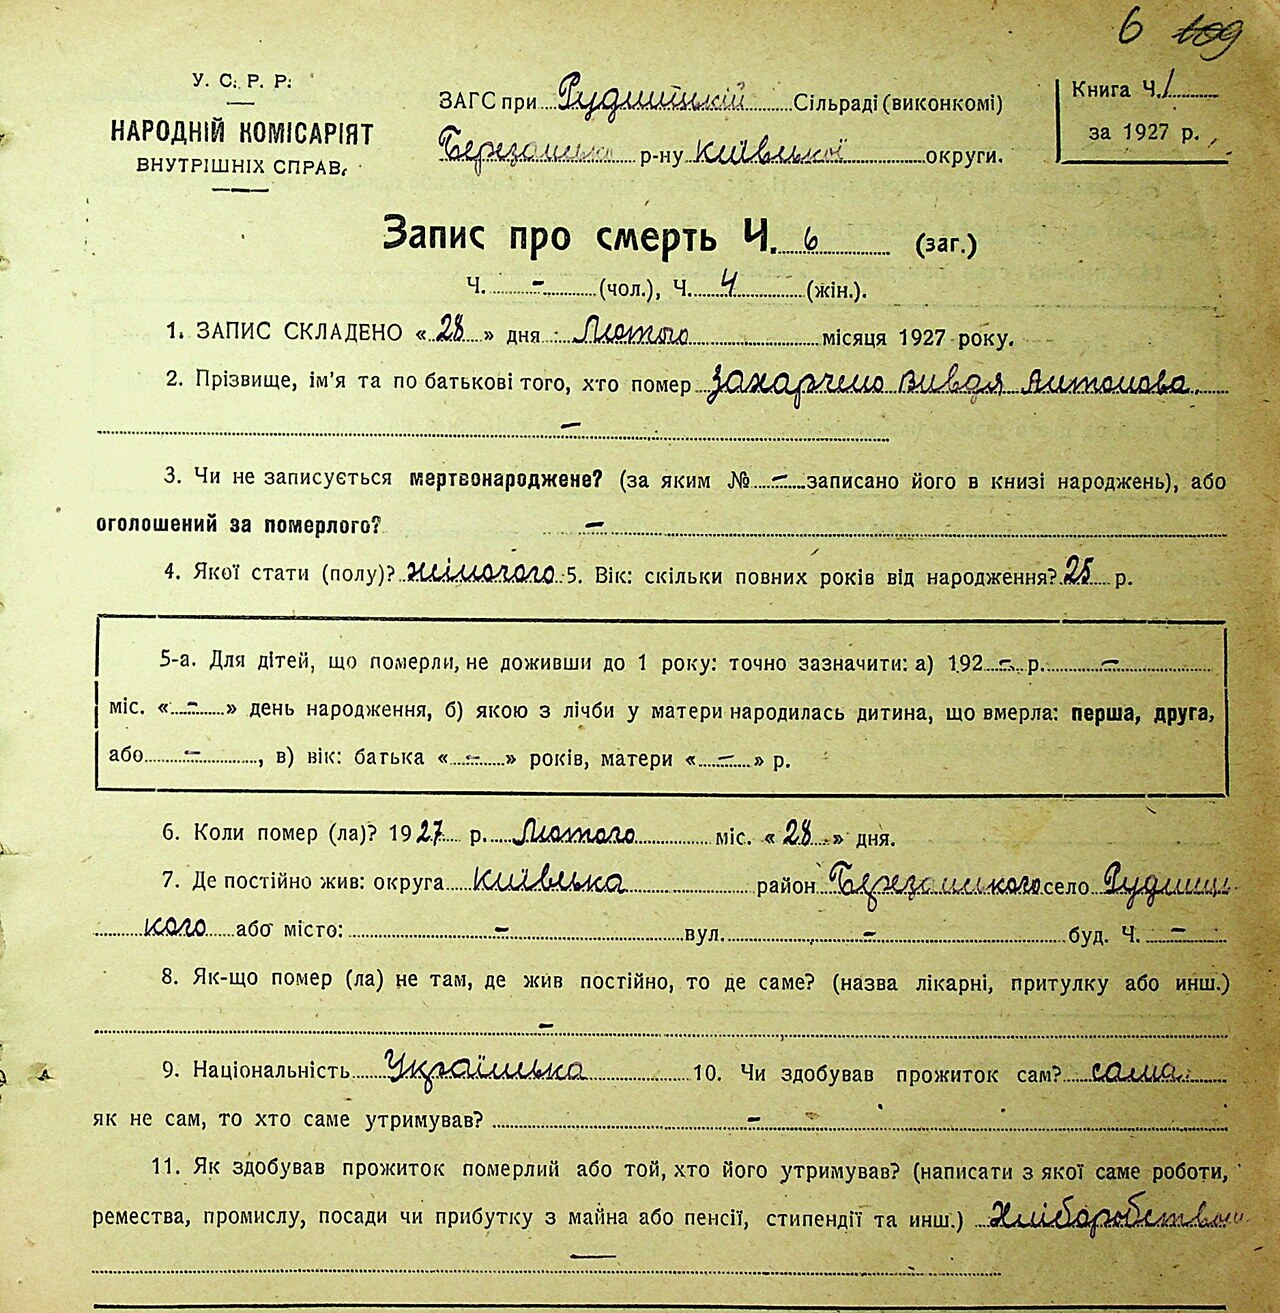 6 109
У. С. Р. Р.
НАРОДНІЙ КОМІСАРІЯТ
ВНУТРІШНІХ СПРАВ.
ЗАГС при Рудницькій Сільраді (виконкомі)
Березанська р-ну Київської округи.
Книга Ч. 1
за 1927 р.
Запис про смерть Ч. 6 (заг.)
Ч. - (чол.), Ч. 4 (жін.).
1. ЗАПИС СКЛАДЕНО « 28 » дня Лютого місяця 1927 року.
2. Прізвище, ім'я та по батькові того, хто помер Захарченко Вивдя Антонова
-
3. Чи не записується мертвонароджене? (за яким № - записано його в книзі народжень), або
оголошений за померлого? -
4. Якої стати (полу)? жіночого 5. Вік: скільки повних років від народження? 25 р.
5-а. Для дітей, що померли, не доживши до 1 року: точно зазначити: а) 192 - р. -
міс. « - » день народження, б) якою з лічби у матери народилась дитина, що вмерла: перша, друга,
або -, в) вік: батька « - » років, матери « - » р.
6. Коли помер (ла)? 1927 р. Лютого міс. « 28 » дня.
7. Де постійно жив: округа Київська район Березанського село Рудниць-
кого або місто: - вул. - буд. Ч. -
8. Як-що помер (ла) не там, де жив постійно, то де саме? (назва лікарні, притулку або инш.)
-
9. Національність Українька 10. Чи здобував прожиток сам? сама
як не сам, то хто саме утримував? -
11. Як здобував прожиток померлий або той, хто його утримував? (написати з якої саме роботи,
ремества, промислу, посади чи прибутку з майна або пенсії, стипендії та инш.) Хліборобством
-